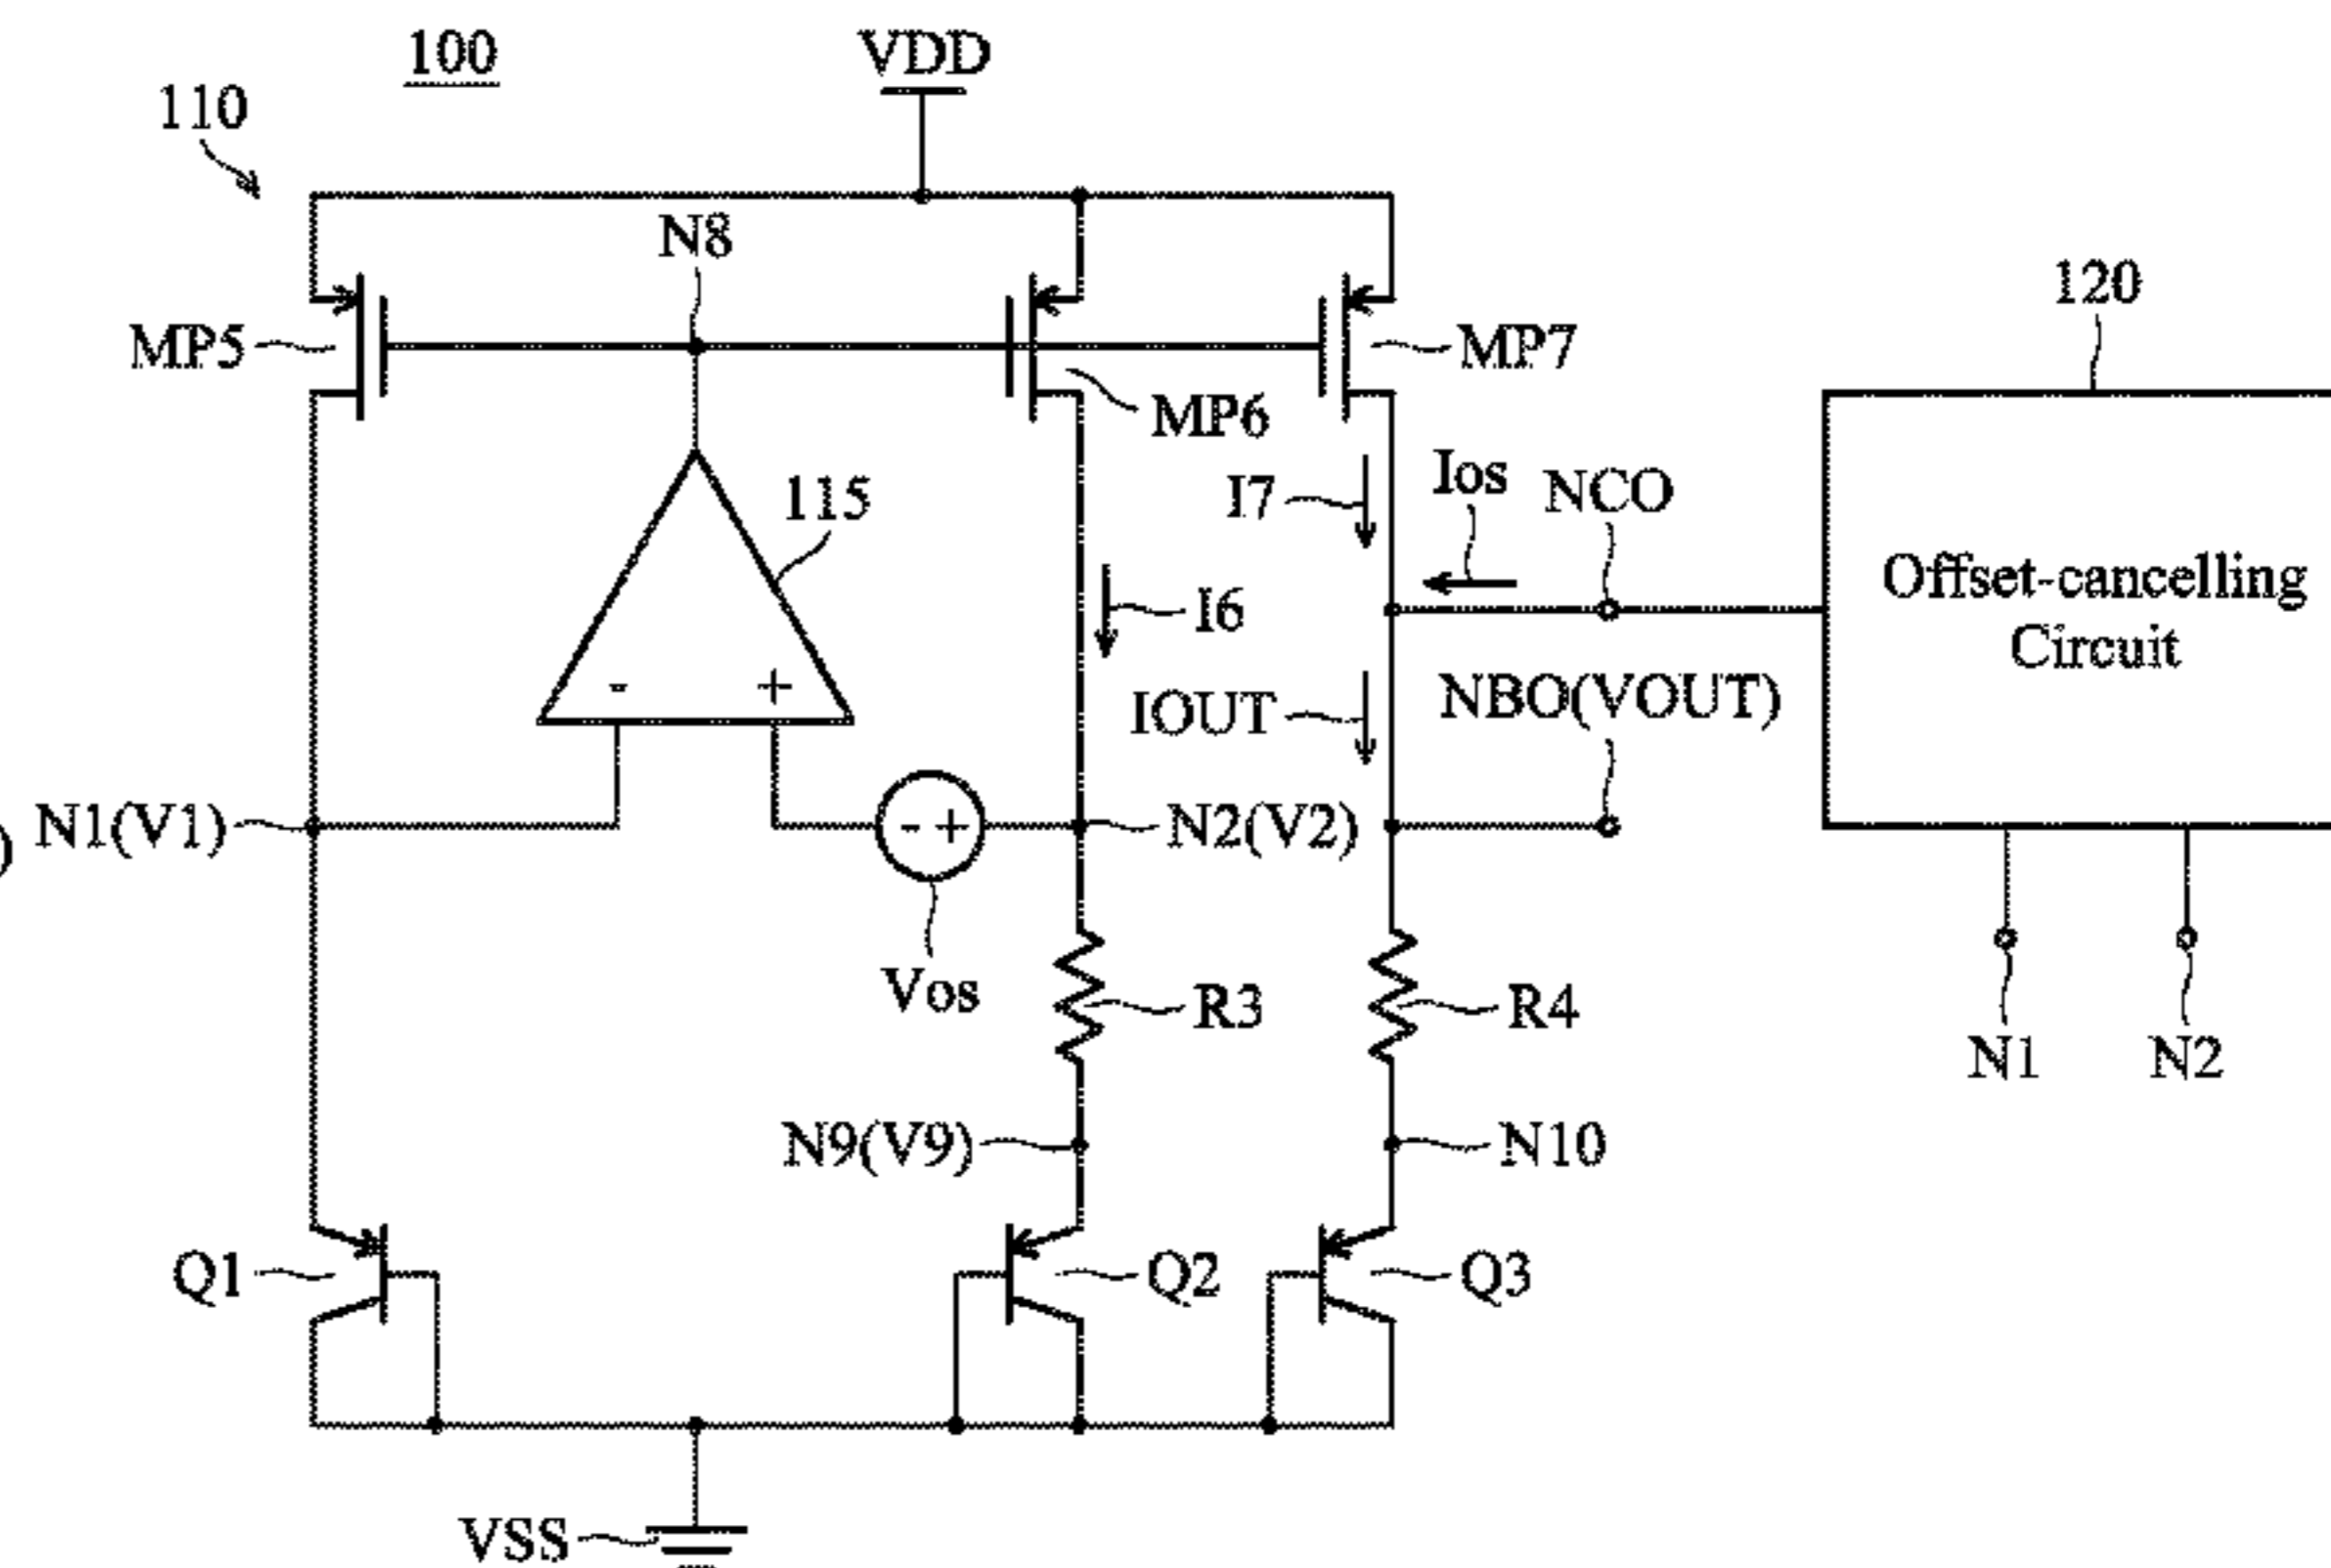 100
VDD
110
N8
120
MP5
MP7
MP6
115
I7
Ios
NCO
Offset-cancelling
Circuit
I6
- +
IOUT
NBO(VOUT)
) N1(V1)
- +
N2(V2)
Vos
R3
R4
N1
N2
N9(V9)
N10
Q1
Q2
Q3
VSS